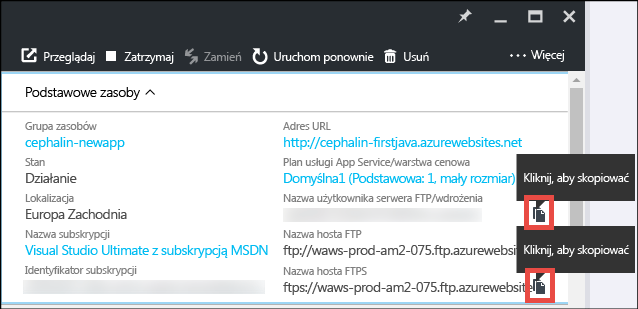 Przeglądaj Zatrzymaj Zamień Uruchom ponownie Usuń ··· Więcej
Podstawowe zasoby
Grupa zasobów
cephalin-newapp
Stan
Działanie
Lokalizacja
Europa Zachodnia
Nazwa subskrypcji
Visual Studio Ultimate z subskrypcją MSDN
Identyfikator subskrypcji
Adres URL
http://cephalin-firstjava.azurewebsites.net
Plan usługi App Service/warstwa cenowa
Domyślna1 (Podstawowa: 1, mały rozmiar)
Nazwa użytkownika serwera FTP/wdrożenia
Kliknij, aby skopiować
Nazwa hosta FTP
ftp://waws-prod-am2-075.ftp.azurewebsite
Kliknij, aby skopiować
Nazwa hosta FTPS
ftps://waws-prod-am2-075.ftp.azurewebsite